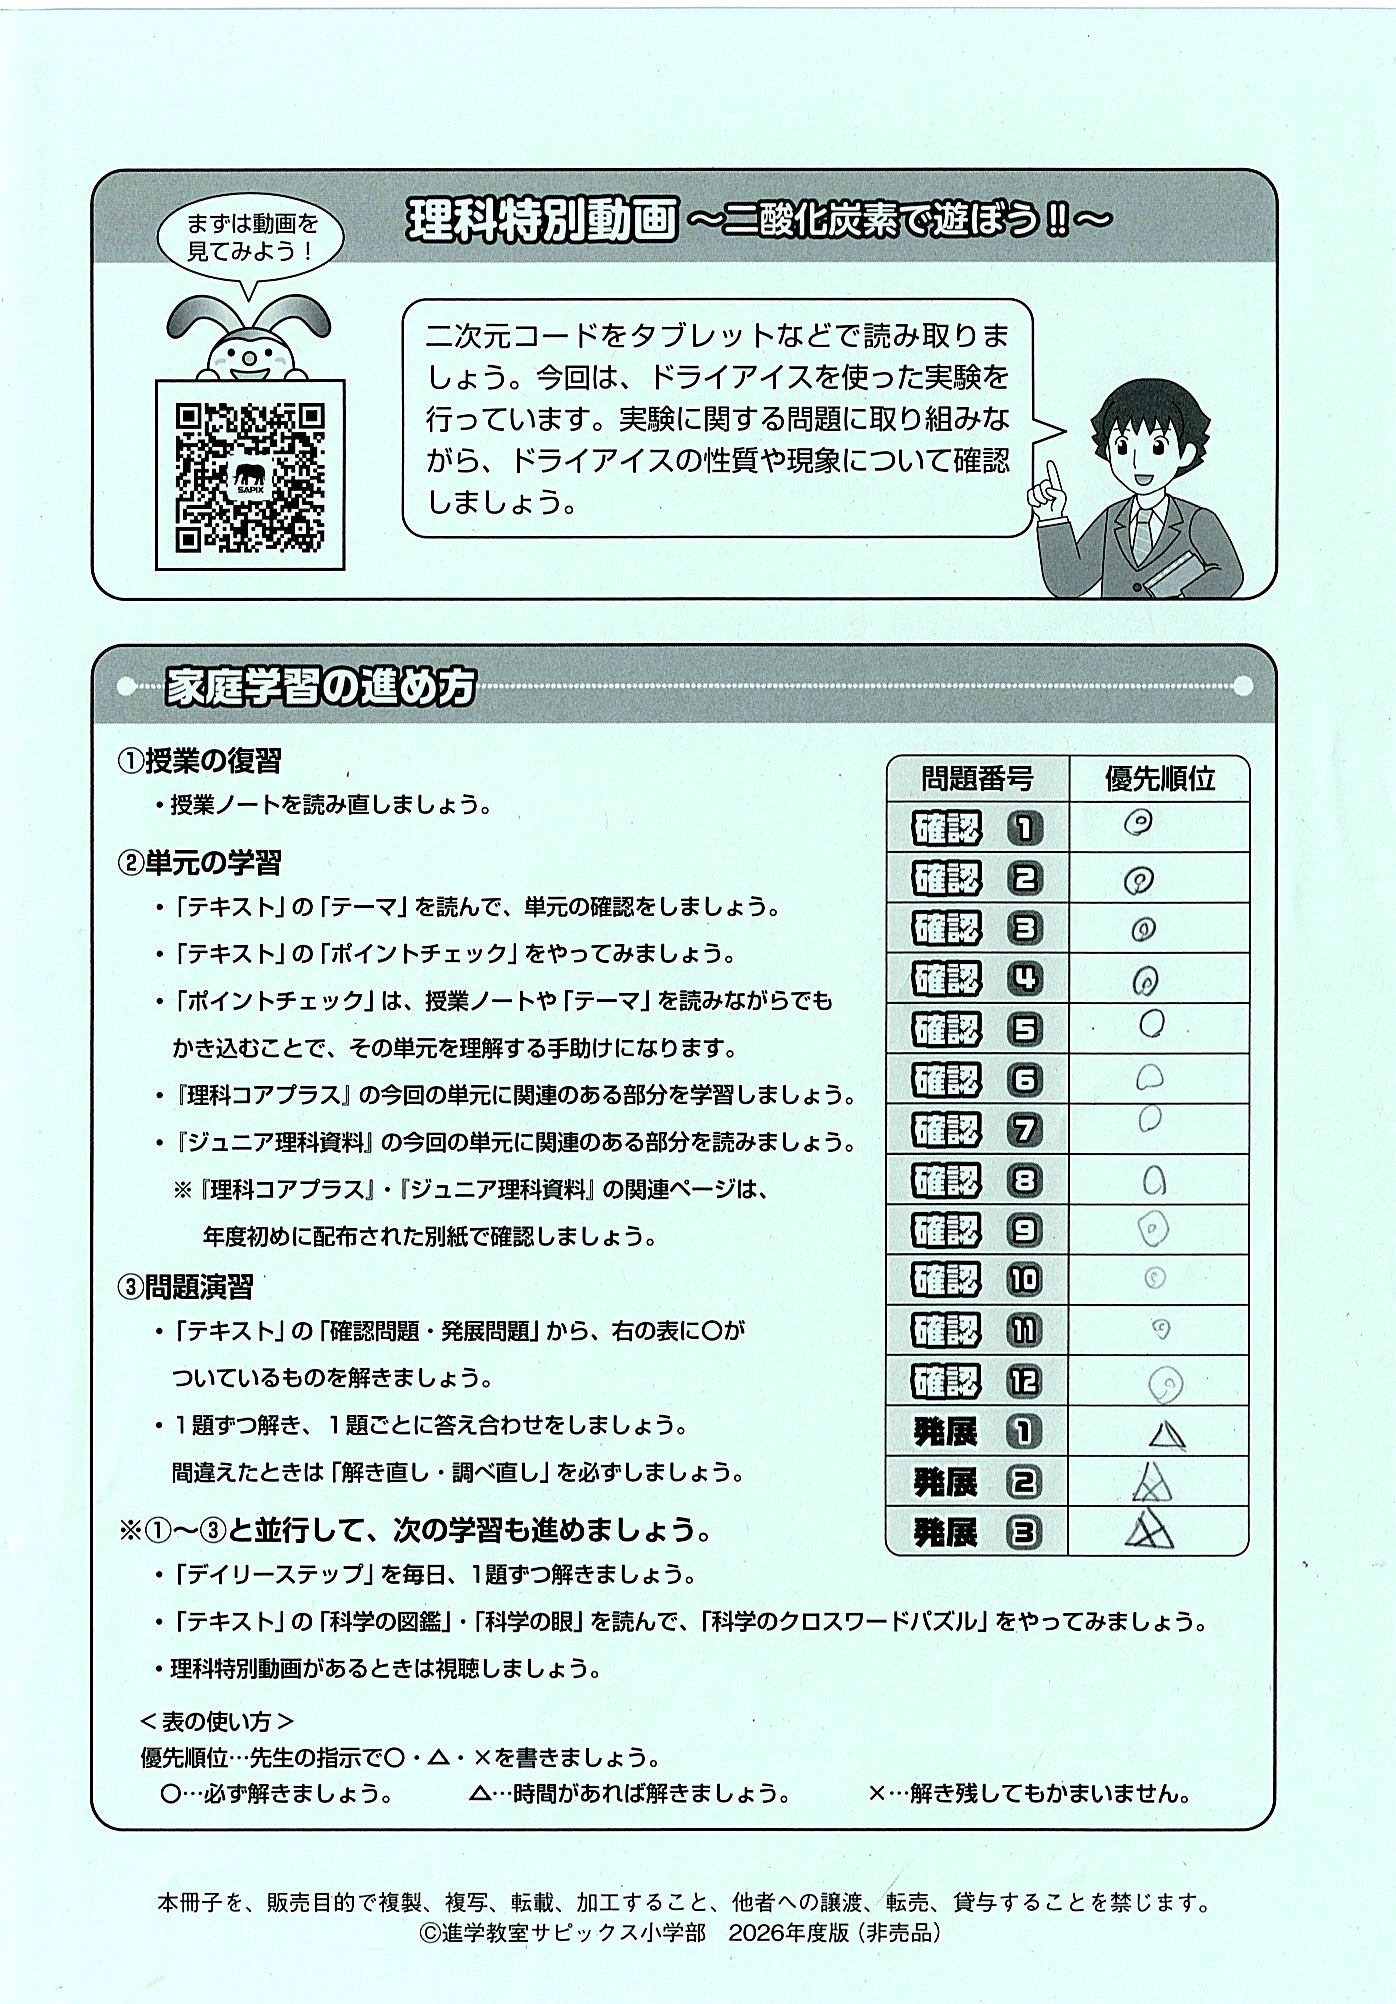 まずは動画を
見てみよう！
理科特別動画 〜二酸化炭素で遊ぼう!!〜
二次元コードをタブレットなどで読み取りま
しょう。今回は、ドライアイスを使った実験を
行っています。実験に関する問題に取り組みな
がら、ドライアイスの性質や現象について確認
しましょう。
SAPIX
家庭学習の進め方
①授業の復習
・授業ノートを読み直しましょう。
②単元の学習
・「テキスト」の「テーマ」を読んで、単元の確認をしましょう。
・「テキスト」の「ポイントチェック」をやってみましょう。
・「ポイントチェック」は、授業ノートや「テーマ」を読みながらでも
かき込むことで、その単元を理解する手助けになります。
・『理科コアプラス』の今回の単元に関連のある部分を学習しましょう。
・『ジュニア理科資料』の今回の単元に関連のある部分を読みましょう。
※『理科コアプラス』・『ジュニア理科資料』の関連ページは、
年度初めに配布された別紙で確認しましょう。
③問題演習
・「テキスト」の「確認問題・発展問題」から、右の表に〇が
ついているものを解きましょう。
・１題ずつ解き、１題ごとに答え合わせをしましょう。
間違えたときは「解き直し・調べ直し」を必ずしましょう。
※①〜③と並行して、次の学習も進めましょう。
・「デイリーステップ」を毎日、1題ずつ解きましょう。
・「テキスト」の「科学の図鑑」・「科学の眼」を読んで、「科学のクロスワードパズル」をやってみましょう。
・理科特別動画があるときは視聴しましょう。
＜表の使い方＞
優先順位…先生の指示で〇・△・×を書きましょう。
〇…必ず解きましょう。 △…時間があれば解きましょう。 ×…解き残してもかまいません。
問題番号 優先順位
確認 1 ◎
確認 2 ◎
確認 3 ◎
確認 4 ◎
確認 5 〇
確認 6 〇
確認 7 〇
確認 8 〇
確認 9 ◎
確認 10 ◎
確認 11 ◎
確認 12 ◎
発展 1 △
発展 2
発展 3
本冊子を、販売目的で複製、複写、転載、加工すること、他者への譲渡、転売、貸与することを禁じます。
©進学教室サピックス小学部 2026年度版（非売品）